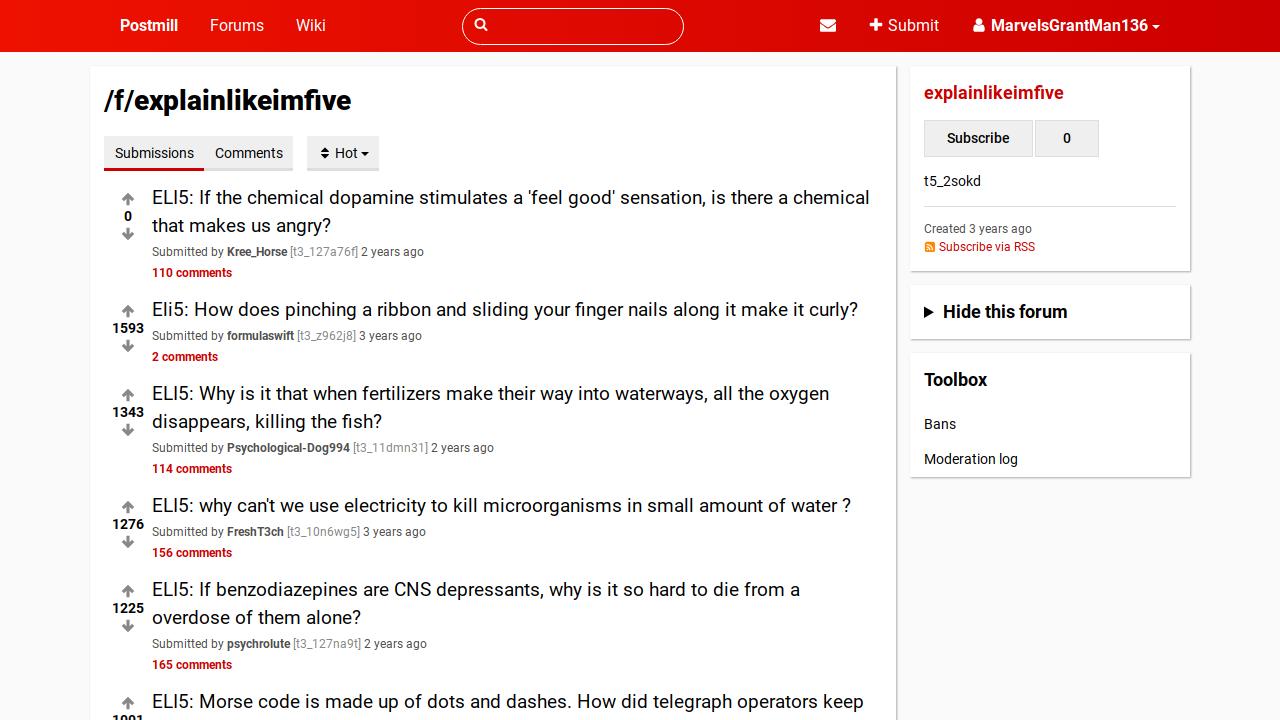 Postmill
Forums
Wiki
Submit
MarvelsGrantMan136
/f/explainlikeimfive
Submissions
Comments
Hot
0
ELI5: If the chemical dopamine stimulates a 'feel good' sensation, is there a chemical
that makes us angry?
Submitted by Kree_Horse [t3_127a76f] 2 years ago
110 comments
1593
Eli5: How does pinching a ribbon and sliding your finger nails along it make it curly?
Submitted by formulaswift [t3_z962j8] 3 years ago
2 comments
1343
ELI5: Why is it that when fertilizers make their way into waterways, all the oxygen
disappears, killing the fish?
Submitted by Psychological-Dog994 [t3_11dmn31] 2 years ago
114 comments
1276
ELI5: why can't we use electricity to kill microorganisms in small amount of water ?
Submitted by FreshT3ch [t3_10n6wg5] 3 years ago
156 comments
1225
ELI5: If benzodiazepines are CNS depressants, why is it so hard to die from a
overdose of them alone?
Submitted by psychrolute [t3_127na9t] 2 years ago
165 comments
ELI5: Morse code is made up of dots and dashes. How did telegraph operators keep
explainlikeimfive
Subscribe
0
t5_2sokd
Created 3 years ago
Subscribe via RSS
Hide this forum
Toolbox
Bans
Moderation log